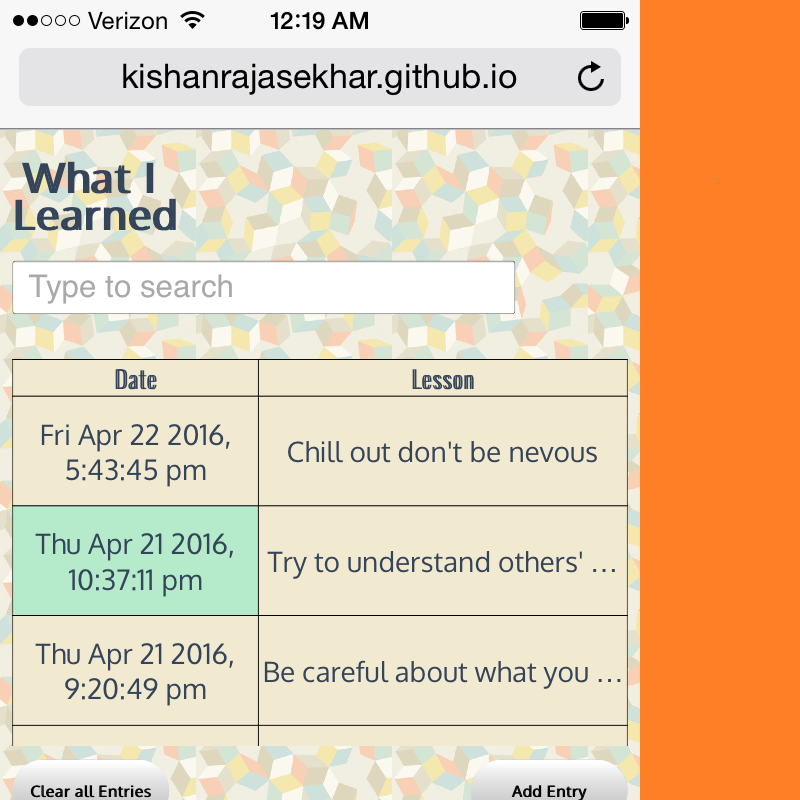 Verizon 12:19 AM
kishanrajasekhar.github.io
What I
Learned
Type to search
Date Lesson
Fri Apr 22 2016,
5:43:45 pm
Chill out don't be nevous
Thu Apr 21 2016,
10:37:11 pm
Try to understand others' ...
Thu Apr 21 2016,
9:20:49 pm
Be careful about what you ...
Clear all Entries Add Entry